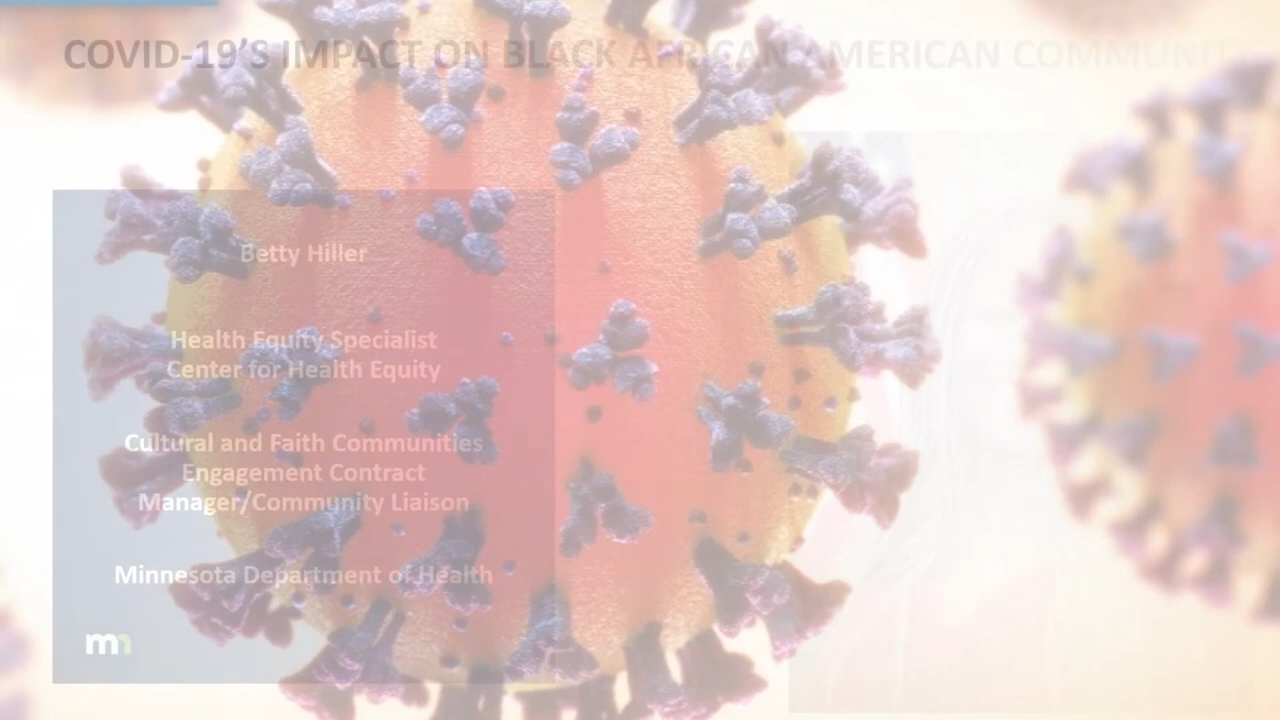 COVID-19'S IMPACT ON BLACK AFRICAN AMERICAN COMMUNITY
Betty Hiller
Health Equity Specialist
Center for Health Equity
Cultural and Faith Communities
Engagement Contract
Manager/Community Liaison
Minnesota Department of Health
mn